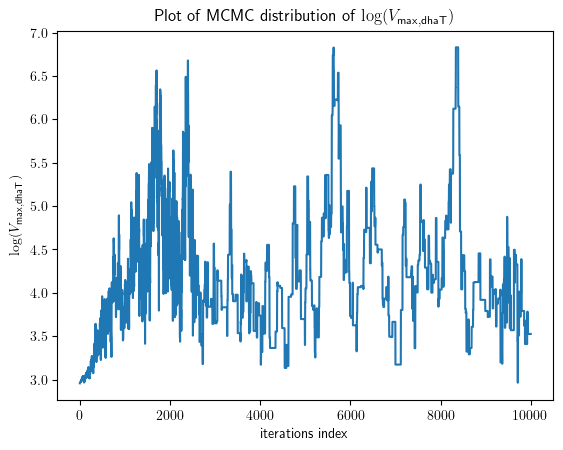 Plot of MCMC distribution of log(V_max,dhaT)
7.0
6.5
6.0
5.5
5.0
4.5
4.0
3.5
3.0
log(V_max,dhaT)
0 2000 4000 6000 8000 10000
iterations index